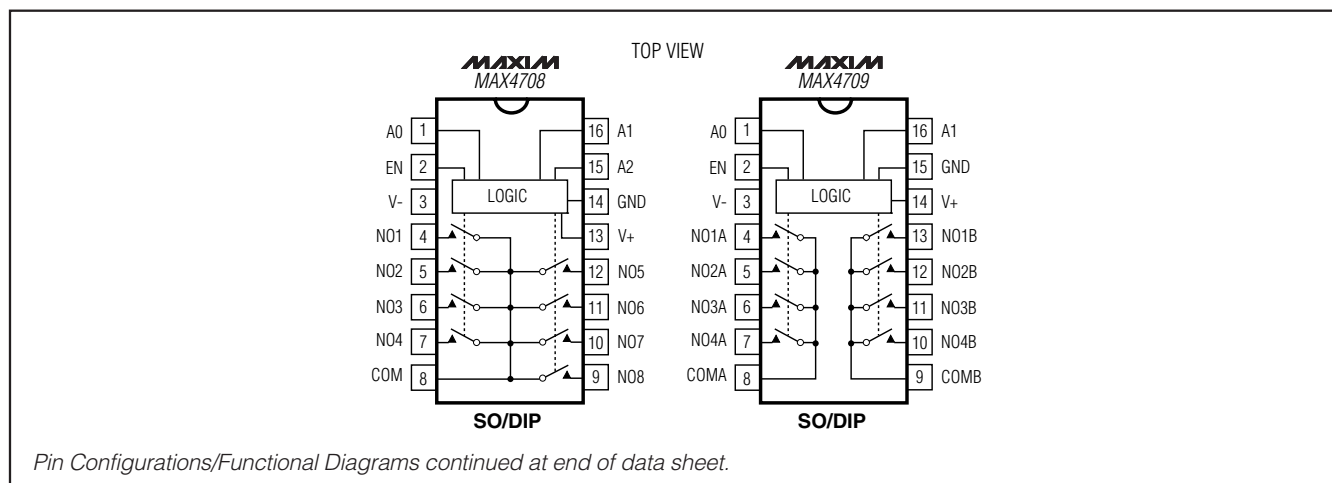 TOP VIEW
MAXIM
MAX4708
A0 1
EN 2
V- 3
NO1 4
NO2 5
NO3 6
NO4 7
COM 8
LOGIC
16 A1
15 A2
14 GND
13 V+
12 NO5
11 NO6
10 NO7
9 NO8
SO/DIP
MAXIM
MAX4709
A0 1
EN 2
V- 3
NO1A 4
NO2A 5
NO3A 6
NO4A 7
COMA 8
LOGIC
16 A1
15 GND
14 V+
13 NO1B
12 NO2B
11 NO3B
10 NO4B
9 COMB
SO/DIP
Pin Configurations/Functional Diagrams continued at end of data sheet.